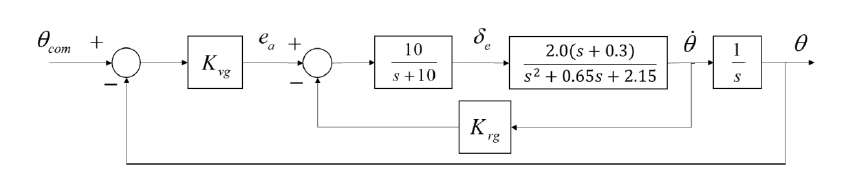 θ_com + − K_vg e_a + − 10/(s+10) δ_e 2.0(s + 0.3)/(s² + 0.65s + 2.15) θ̇ 1/s θ
K_rg